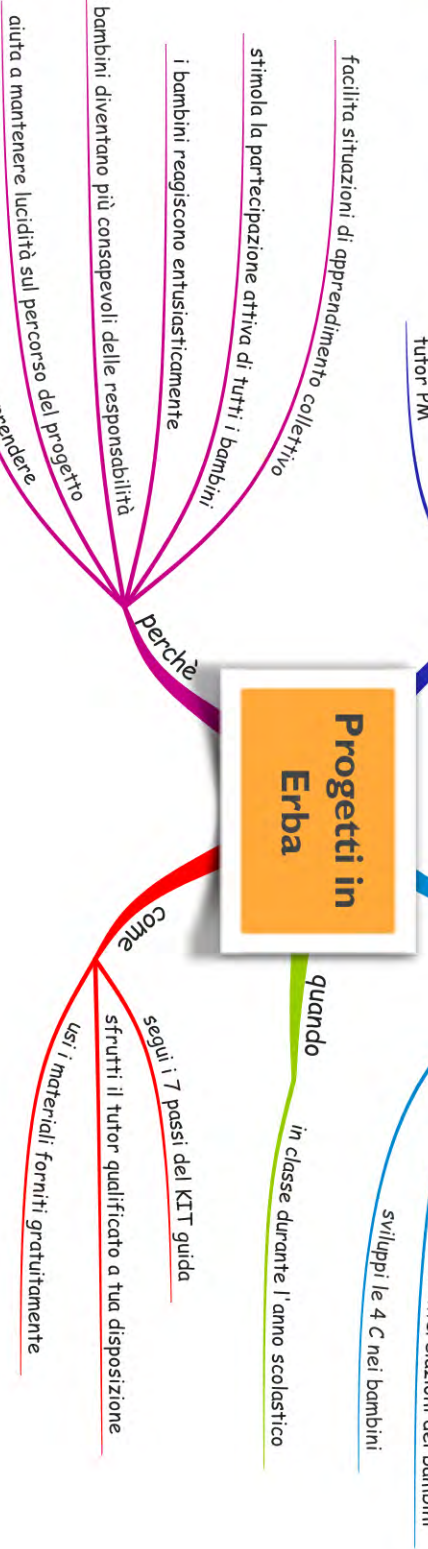 Progetti in
Erba
tutor PM
perchè
facilita situazioni di apprendimento collettivo
stimola la partecipazione attiva di tutti i bambini
i bambini reagiscono entusiasticamente
bambini diventano più consapevoli delle responsabilità
aiuta a mantenere lucidità sul percorso del progetto
quando
in classe durante l'anno scolastico
come
segui i 7 passi del KIT guida
sfrutti il tutor qualificato a tua disposizione
usi i materiali forniti gratuitamente
sviluppi le 4 C nei bambini